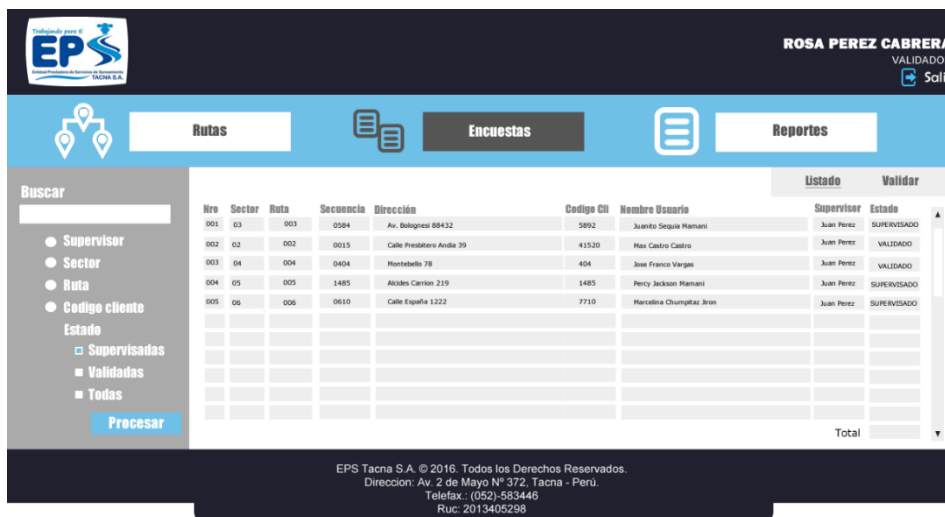 Trabajando para ti
EPS
Entidad Prestadora de Servicios de Saneamiento
TACNA S.A.
ROSA PEREZ CABRERA
VALIDADO
Sali
Rutas
Encuestas
Reportes
Buscar
Supervisor
Sector
Ruta
Codigo cliente
Estado
Supervisadas
Validadas
Todas
Procesar
Listado Validar
Nro Sector Ruta Secuencia Dirección Codigo Cli Nombre Usuario Supervisor Estado
001 03 003 0584 Av. Bolognesi 88432 5892 Juanito Sequia Mamani Juan Perez SUPERVISADO
002 02 002 0015 Calle Presbitero Andia 39 41520 Max Castro Castro Juan Perez VALIDADO
003 04 004 0404 Montebello 78 404 Jose Franco Vargas Juan Perez VALIDADO
004 05 005 1485 Alcides Carrion 219 1485 Percy Jackson Mamani Juan Perez SUPERVISADO
005 06 006 0610 Calle España 1222 7710 Marcelina Chumpitaz Jiron Juan Perez SUPERVISADO
Total
EPS Tacna S.A. © 2016. Todos los Derechos Reservados.
Direccion: Av. 2 de Mayo Nº 372, Tacna - Perú.
Telefax.: (052)-583446
Ruc: 2013405298